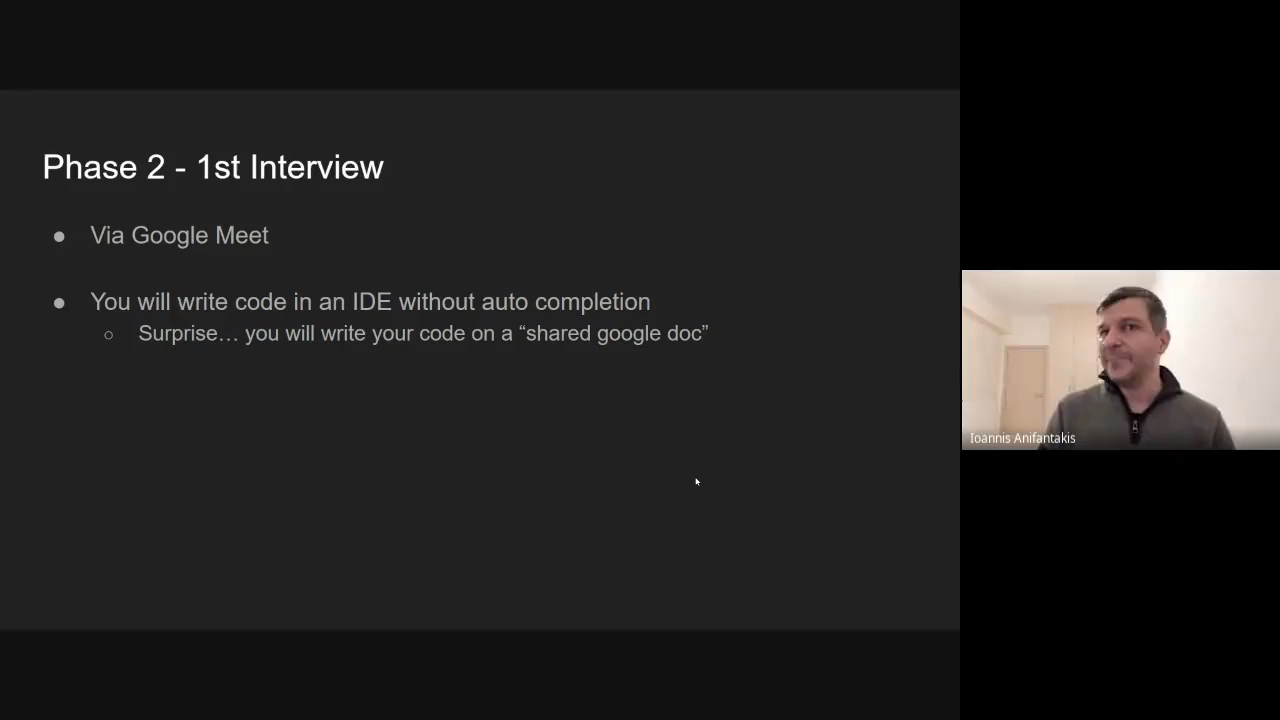 Phase 2 - 1st Interview
● Via Google Meet
● You will write code in an IDE without auto completion
○ Surprise… you will write your code on a “shared google doc”
Ioannis Anifantakis